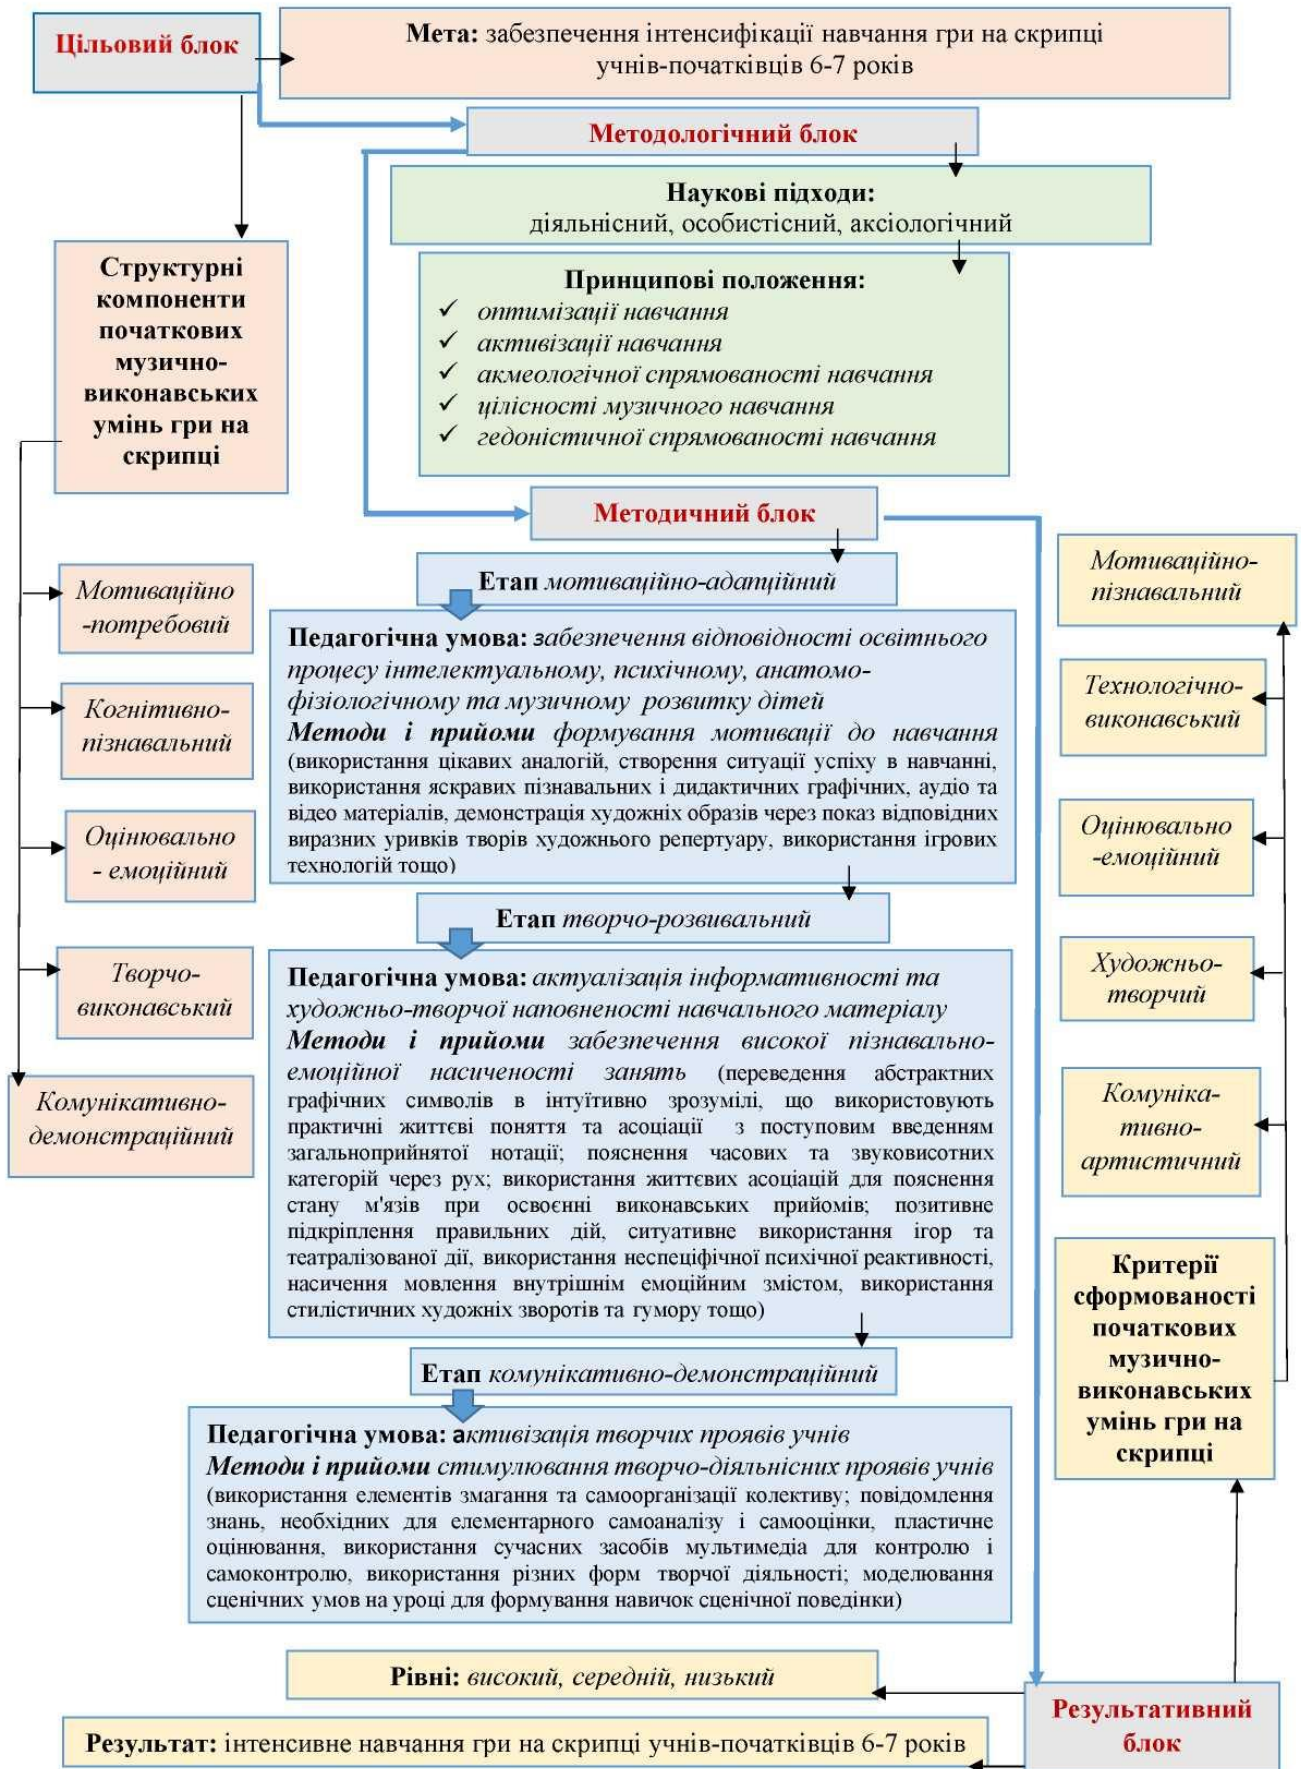 Цільовий блок
Мета: забезпечення інтенсифікації навчання гри на скрипці
учнів-початківців 6-7 років
Методологічний блок
Наукові підходи:
діяльнісний, особистісний, аксіологічний
Структурні
компоненти
початкових
музично-
виконавських
умінь гри на
скрипці
Принципові положення:
✓ оптимізації навчання
✓ активізації навчання
✓ акмеологічної спрямованості навчання
✓ цілісності музичного навчання
✓ гедоністичної спрямованості навчання
Методичний блок
Мотиваційно
-потребовий
Когнітивно-
пізнавальний
Оцінювально
- емоційний
Творчо-
виконавський
Комунікативно-
демонстраційний
Етап мотиваційно-адапційний
Педагогічна умова: забезпечення відповідності освітнього
процесу інтелектуальному, психічному, анатомо-
фізіологічному та музичному розвитку дітей
Методи і прийоми формування мотивації до навчання
(використання цікавих аналогій, створення ситуації успіху в навчанні,
використання яскравих пізнавальних і дидактичних графічних, аудіо та
відео матеріалів, демонстрація художніх образів через показ відповідних
виразних уривків творів художнього репертуару, використання ігрових
технологій тощо)
Етап творчо-розвивальний
Педагогічна умова: актуалізація інформативності та
художньо-творчої наповненості навчального матеріалу
Методи і прийоми забезпечення високої пізнавально-
емоційної насиченості занять (переведення абстрактних
графічних символів в інтуїтивно зрозумілі, що використовують
практичні життєві поняття та асоціації з поступовим введенням
загальноприйнятої нотації; пояснення часових та звуковисотних
категорій через рух; використання життєвих асоціацій для пояснення
стану м'язів при освоєнні виконавських прийомів; позитивне
підкріплення правильних дій, ситуативне використання ігор та
театралізованої дії, використання неспеціфічної психічної реактивності,
насичення мовлення внутрішнім емоційним змістом, використання
стилістичних художніх зворотів та гумору тощо)
Етап комунікативно-демонстраційний
Педагогічна умова: активізація творчих проявів учнів
Методи і прийоми стимулювання творчо-діяльнісних проявів учнів
(використання елементів змагання та самоорганізації колективу; повідомлення
знань, необхідних для елементарного самоаналізу і самооцінки, пластичне
оцінювання, використання сучасних засобів мультимедіа для контролю і
самоконтролю, використання різних форм творчої діяльності; моделювання
сценічних умов на уроці для формування навичок сценічної поведінки)
Мотиваційно-
пізнавальний
Технологічно-
виконавський
Оцінювально
-емоційний
Художньо-
творчий
Комуніка-
тивно-
артистичний
Критерії
сформованості
початкових
музично-
виконавських
умінь гри на
скрипці
Рівні: високий, середній, низький
Результат: інтенсивне навчання гри на скрипці учнів-початківців 6-7 років
Результативний
блок